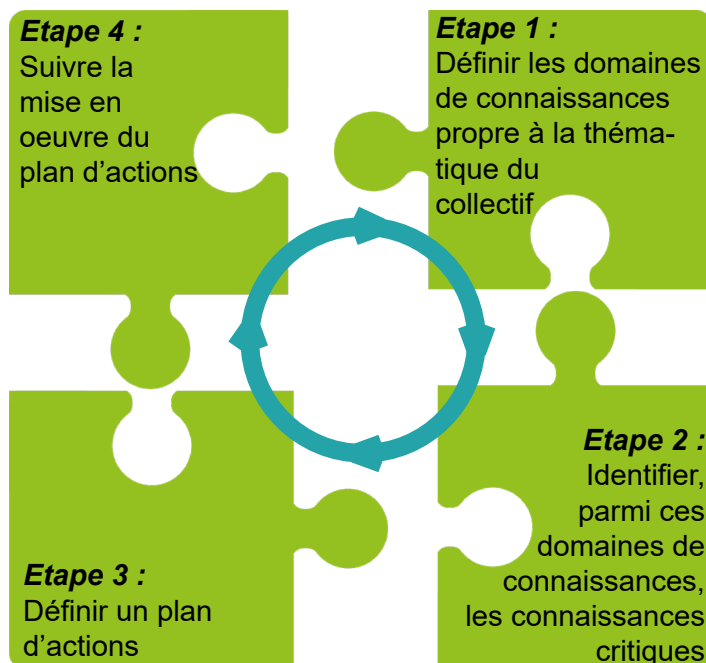 Etape 1 :
Définir les domaines
de connaissances
propre à la théma-
tique du
collectif
Etape 2 :
Identifier,
parmi ces
domaines de
connaissances,
les connaissances
critiques
Etape 3 :
Définir un plan
d'actions
Etape 4 :
Suivre la
mise en
oeuvre du
plan d'actions